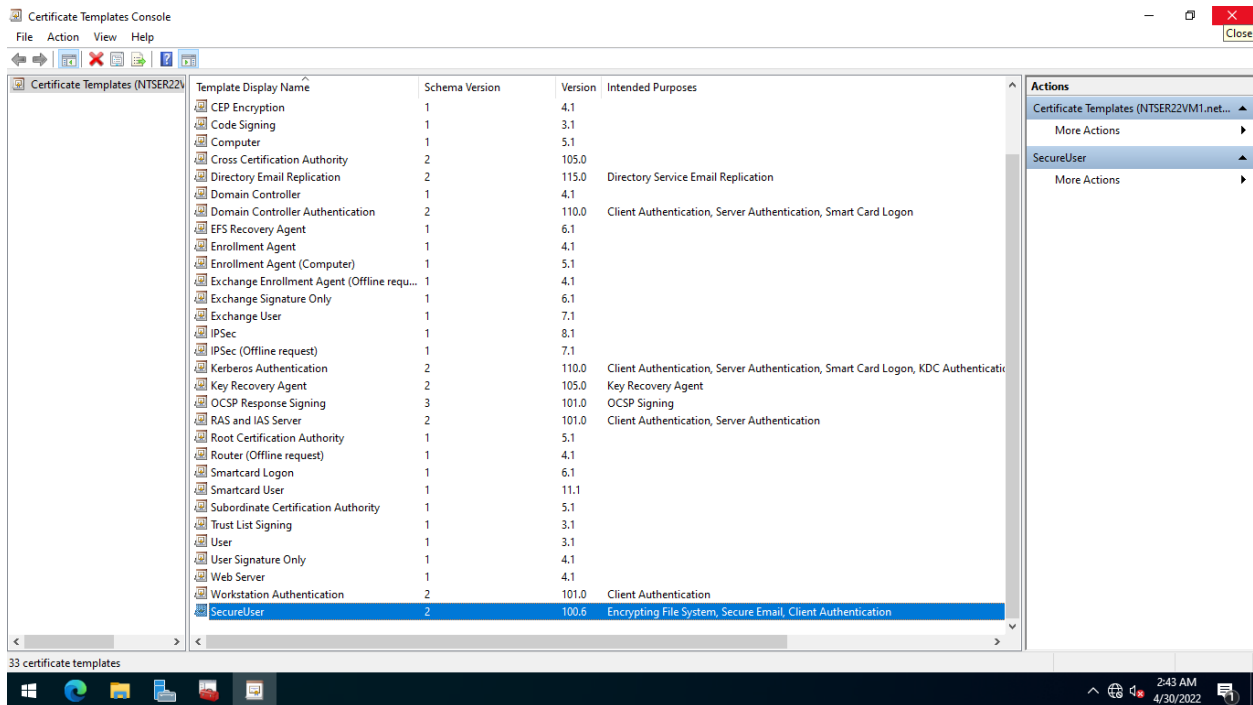 Certificate Templates Console
File Action View Help
Close
Certificate Templates (NTSER22V
Template Display Name Schema Version Version Intended Purposes
CEP Encryption 1 4.1
Code Signing 1 3.1
Computer 1 5.1
Cross Certification Authority 2 105.0
Directory Email Replication 2 115.0 Directory Service Email Replication
Domain Controller 1 4.1
Domain Controller Authentication 2 110.0 Client Authentication, Server Authentication, Smart Card Logon
EFS Recovery Agent 1 6.1
Enrollment Agent 1 4.1
Enrollment Agent (Computer) 1 5.1
Exchange Enrollment Agent (Offline requ... 1 4.1
Exchange Signature Only 1 6.1
Exchange User 1 7.1
IPSec 1 8.1
IPSec (Offline request) 1 7.1
Kerberos Authentication 2 110.0 Client Authentication, Server Authentication, Smart Card Logon, KDC Authenticatio
Key Recovery Agent 2 105.0 Key Recovery Agent
OCSP Response Signing 3 101.0 OCSP Signing
RAS and IAS Server 2 101.0 Client Authentication, Server Authentication
Root Certification Authority 1 5.1
Router (Offline request) 1 4.1
Smartcard Logon 1 6.1
Smartcard User 1 11.1
Subordinate Certification Authority 1 5.1
Trust List Signing 1 3.1
User 1 3.1
User Signature Only 1 4.1
Web Server 1 4.1
Workstation Authentication 2 101.0 Client Authentication
SecureUser 2 100.6 Encrypting File System, Secure Email, Client Authentication
Actions
Certificate Templates (NTSER22VM1.net...
More Actions
SecureUser
More Actions
33 certificate templates
2:43 AM
4/30/2022
1